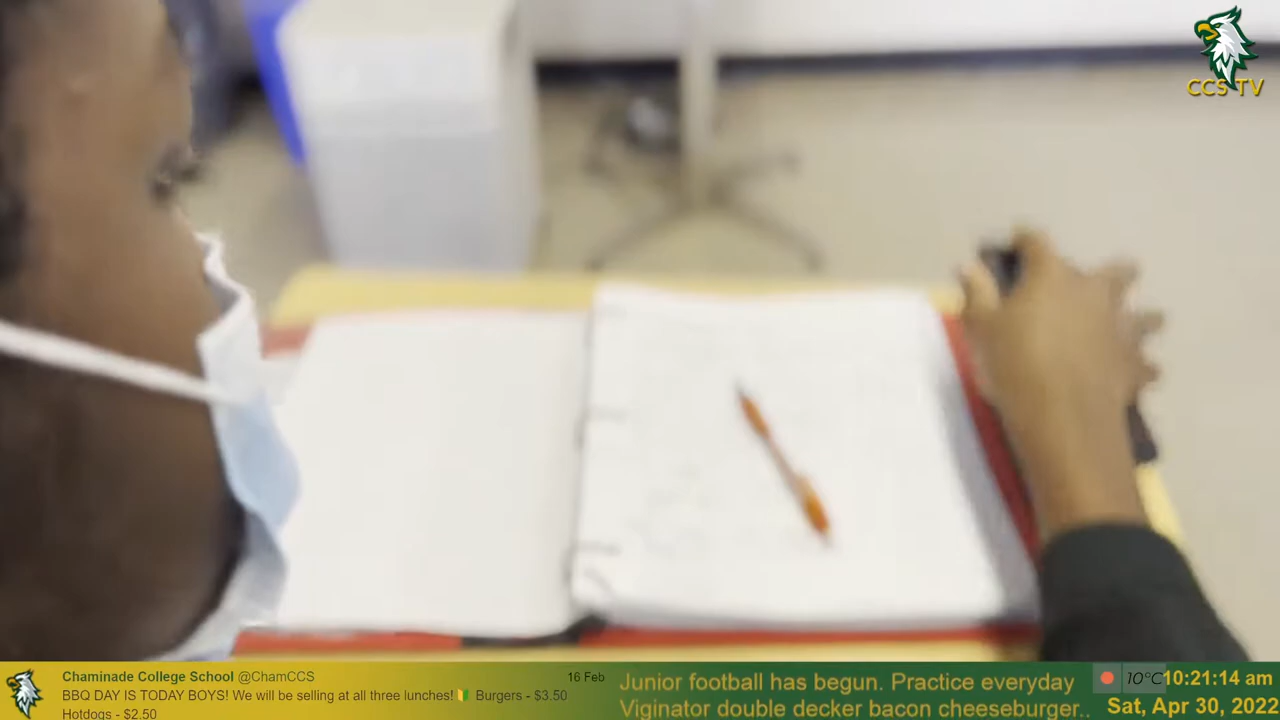 CCS TV
Chaminade College School @ChamCCS
16 Feb
BBQ DAY IS TODAY BOYS! We will be selling at all three lunches! Burgers - $3.50
Hotdogs - $2.50
Junior football has begun. Practice everyday
Viginator double decker bacon cheeseburger..
10°C
10:21:14 am
Sat, Apr 30, 2022